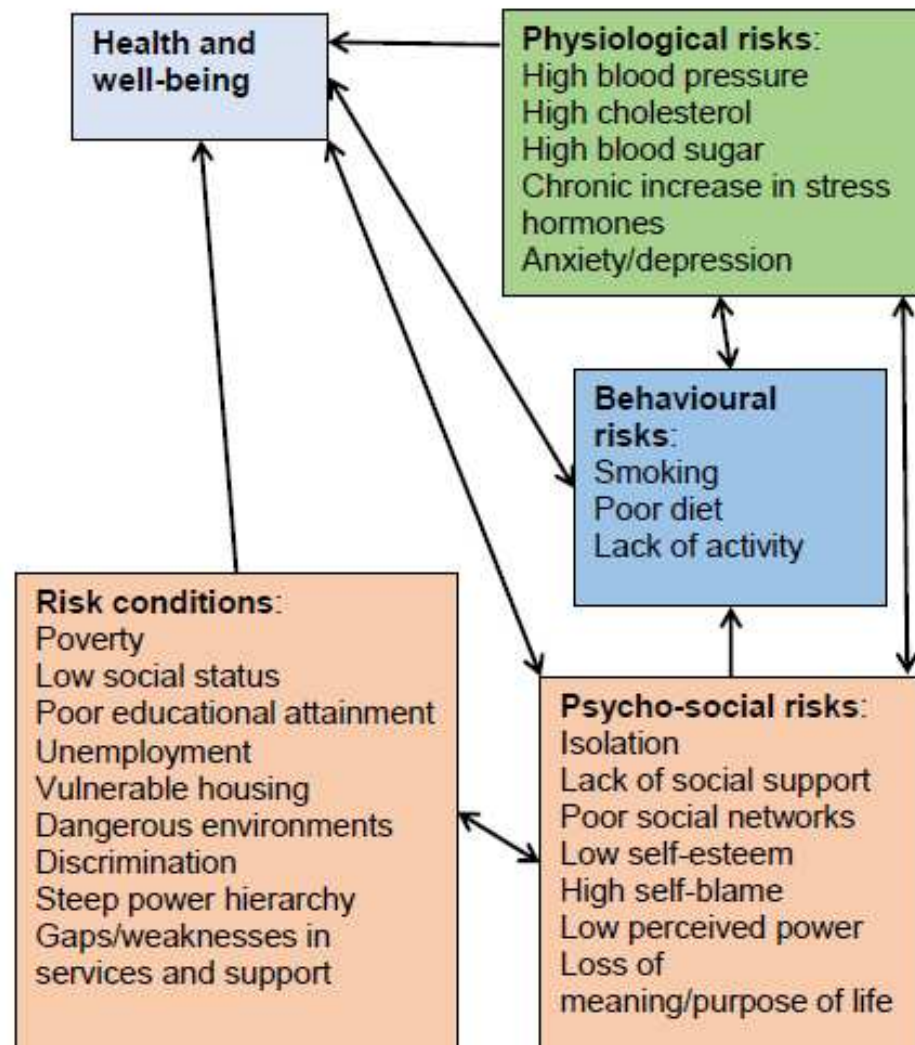 Health and
well-being
Physiological risks:
High blood pressure
High cholesterol
High blood sugar
Chronic increase in stress
hormones
Anxiety/depression
Behavioural
risks:
Smoking
Poor diet
Lack of activity
Risk conditions:
Poverty
Low social status
Poor educational attainment
Unemployment
Vulnerable housing
Dangerous environments
Discrimination
Steep power hierarchy
Gaps/weaknesses in
services and support
Psycho-social risks:
Isolation
Lack of social support
Poor social networks
Low self-esteem
High self-blame
Low perceived power
Loss of
meaning/purpose of life